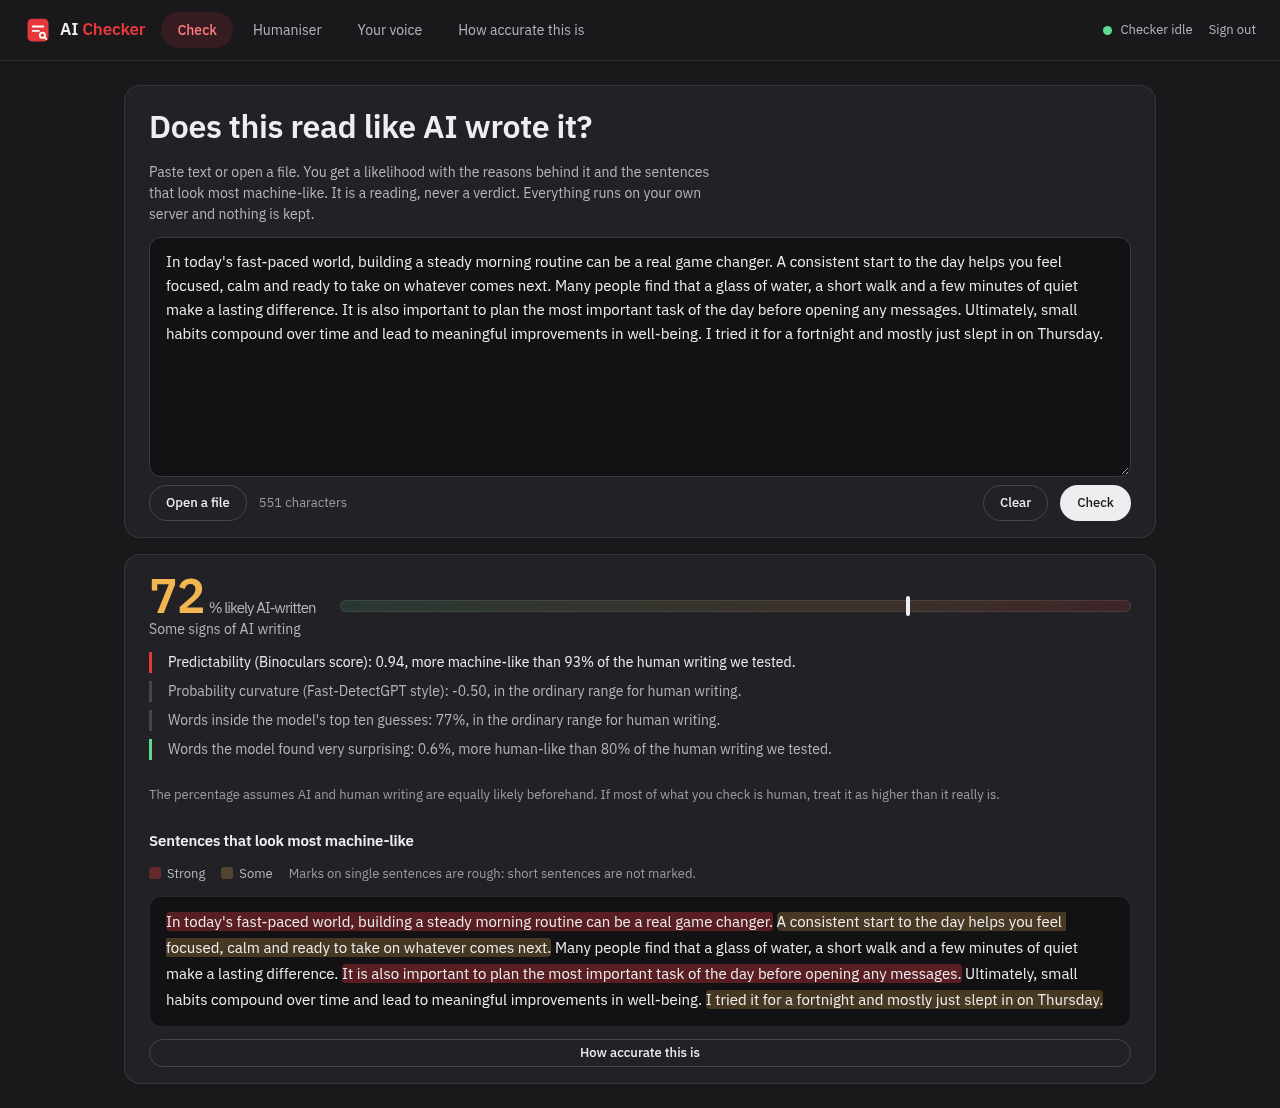 AI Checker
Check
Humaniser
Your voice
How accurate this is
Checker idle
Sign out
Does this read like AI wrote it?
Paste text or open a file. You get a likelihood with the reasons behind it and the sentences
that look most machine-like. It is a reading, never a verdict. Everything runs on your own
server and nothing is kept.
In today's fast-paced world, building a steady morning routine can be a real game changer. A consistent start to the day helps you feel
focused, calm and ready to take on whatever comes next. Many people find that a glass of water, a short walk and a few minutes of quiet
make a lasting difference. It is also important to plan the most important task of the day before opening any messages. Ultimately, small
habits compound over time and lead to meaningful improvements in well-being. I tried it for a fortnight and mostly just slept in on Thursday.
Open a file
551 characters
Clear
Check
72 % likely AI-written
Some signs of AI writing
Predictability (Binoculars score): 0.94, more machine-like than 93% of the human writing we tested.
Probability curvature (Fast-DetectGPT style): -0.50, in the ordinary range for human writing.
Words inside the model's top ten guesses: 77%, in the ordinary range for human writing.
Words the model found very surprising: 0.6%, more human-like than 80% of the human writing we tested.
The percentage assumes AI and human writing are equally likely beforehand. If most of what you check is human, treat it as higher than it really is.
Sentences that look most machine-like
Strong
Some
Marks on single sentences are rough: short sentences are not marked.
In today's fast-paced world, building a steady morning routine can be a real game changer. A consistent start to the day helps you feel
focused, calm and ready to take on whatever comes next. Many people find that a glass of water, a short walk and a few minutes of quiet
make a lasting difference. It is also important to plan the most important task of the day before opening any messages. Ultimately, small
habits compound over time and lead to meaningful improvements in well-being. I tried it for a fortnight and mostly just slept in on Thursday.
How accurate this is